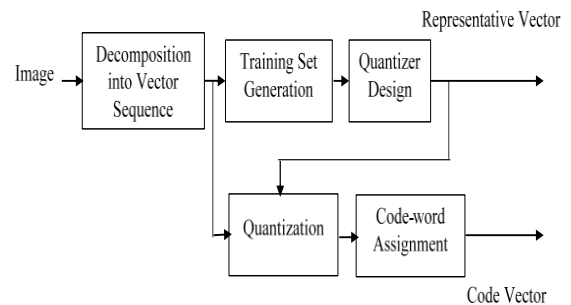 Representative Vector
Image
Decomposition
into Vector
Sequence
Training Set
Generation
Quantizer
Design
Quantization
Code-word
Assignment
Code Vector